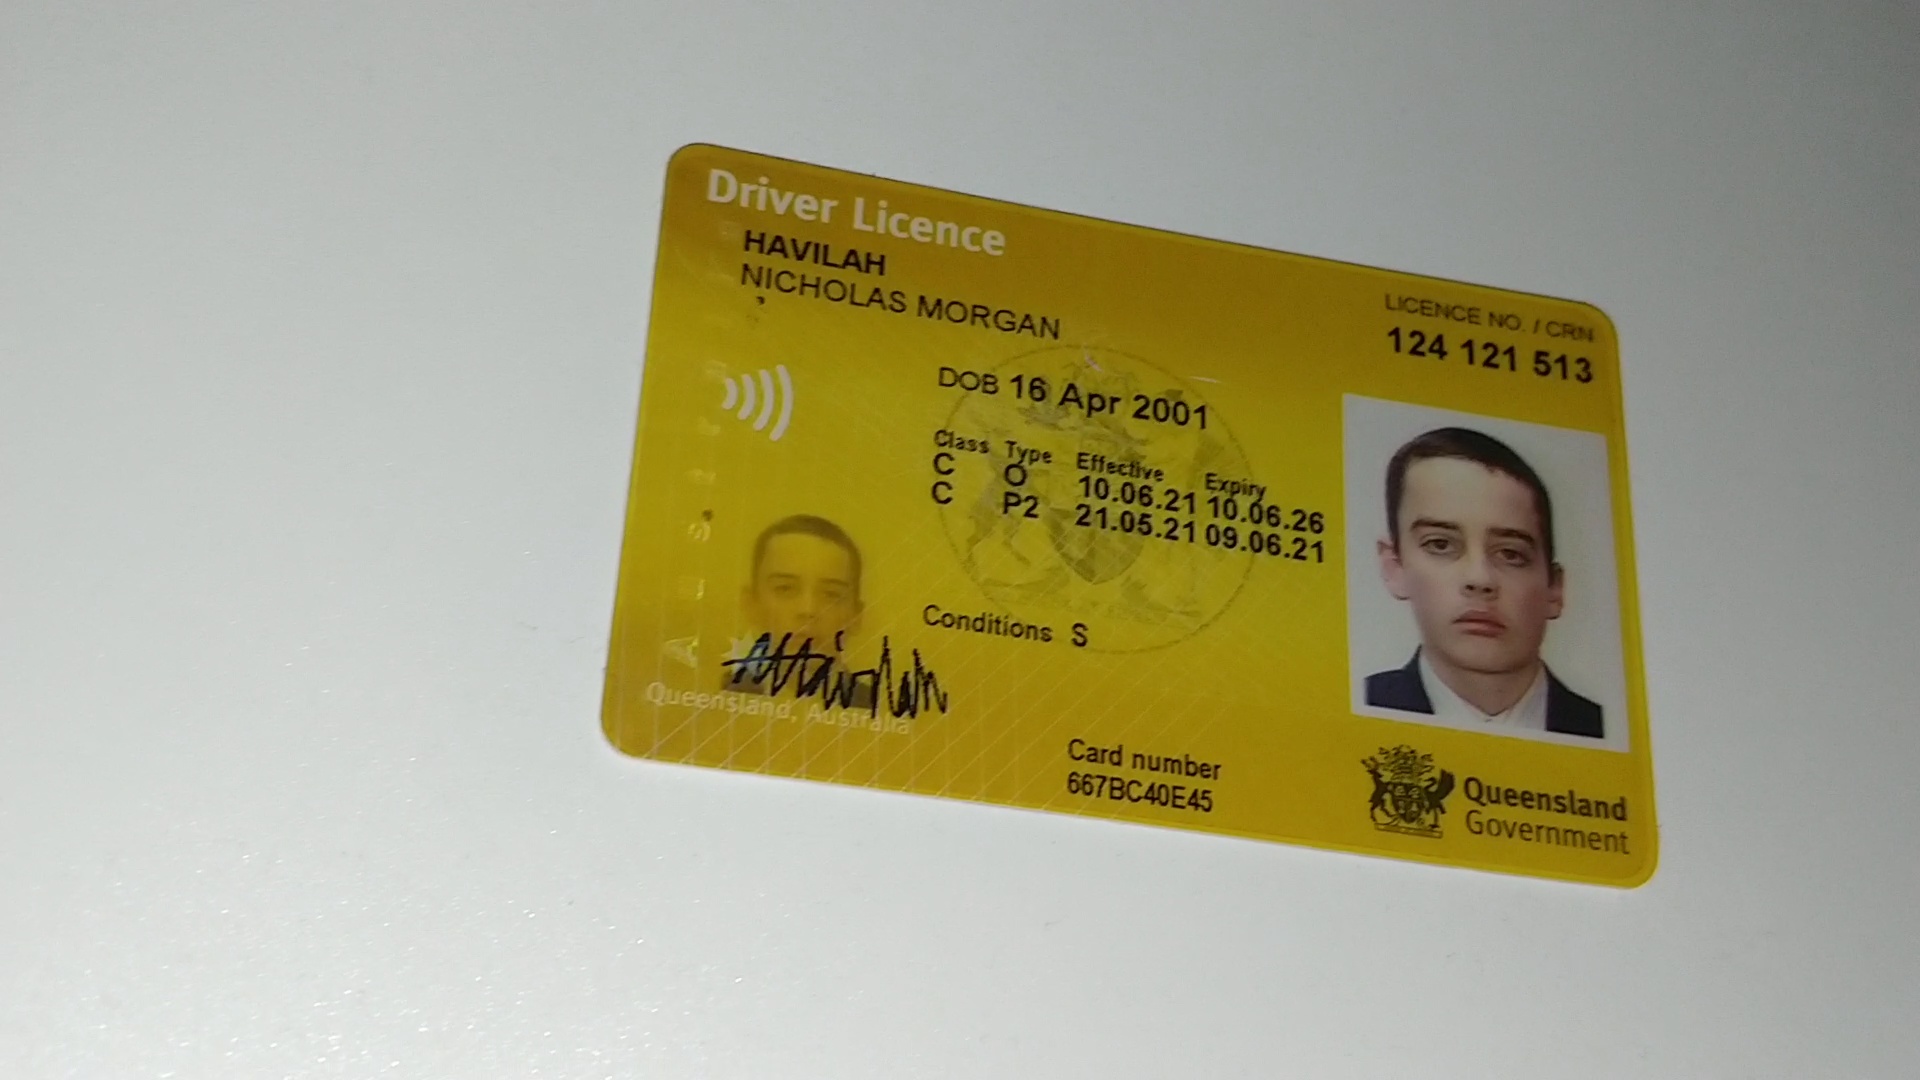 Driver Licence
HAVILAH
NICHOLAS MORGAN
LICENCE NO. / CRN
124 121 513
DOB 16 Apr 2001
Class Type Effective Expiry
C O 10.06.21 10.06.26
C P2 21.05.21 09.06.21
Conditions S
Queensland, Australia
Card number
667BC40E45
Queensland
Government